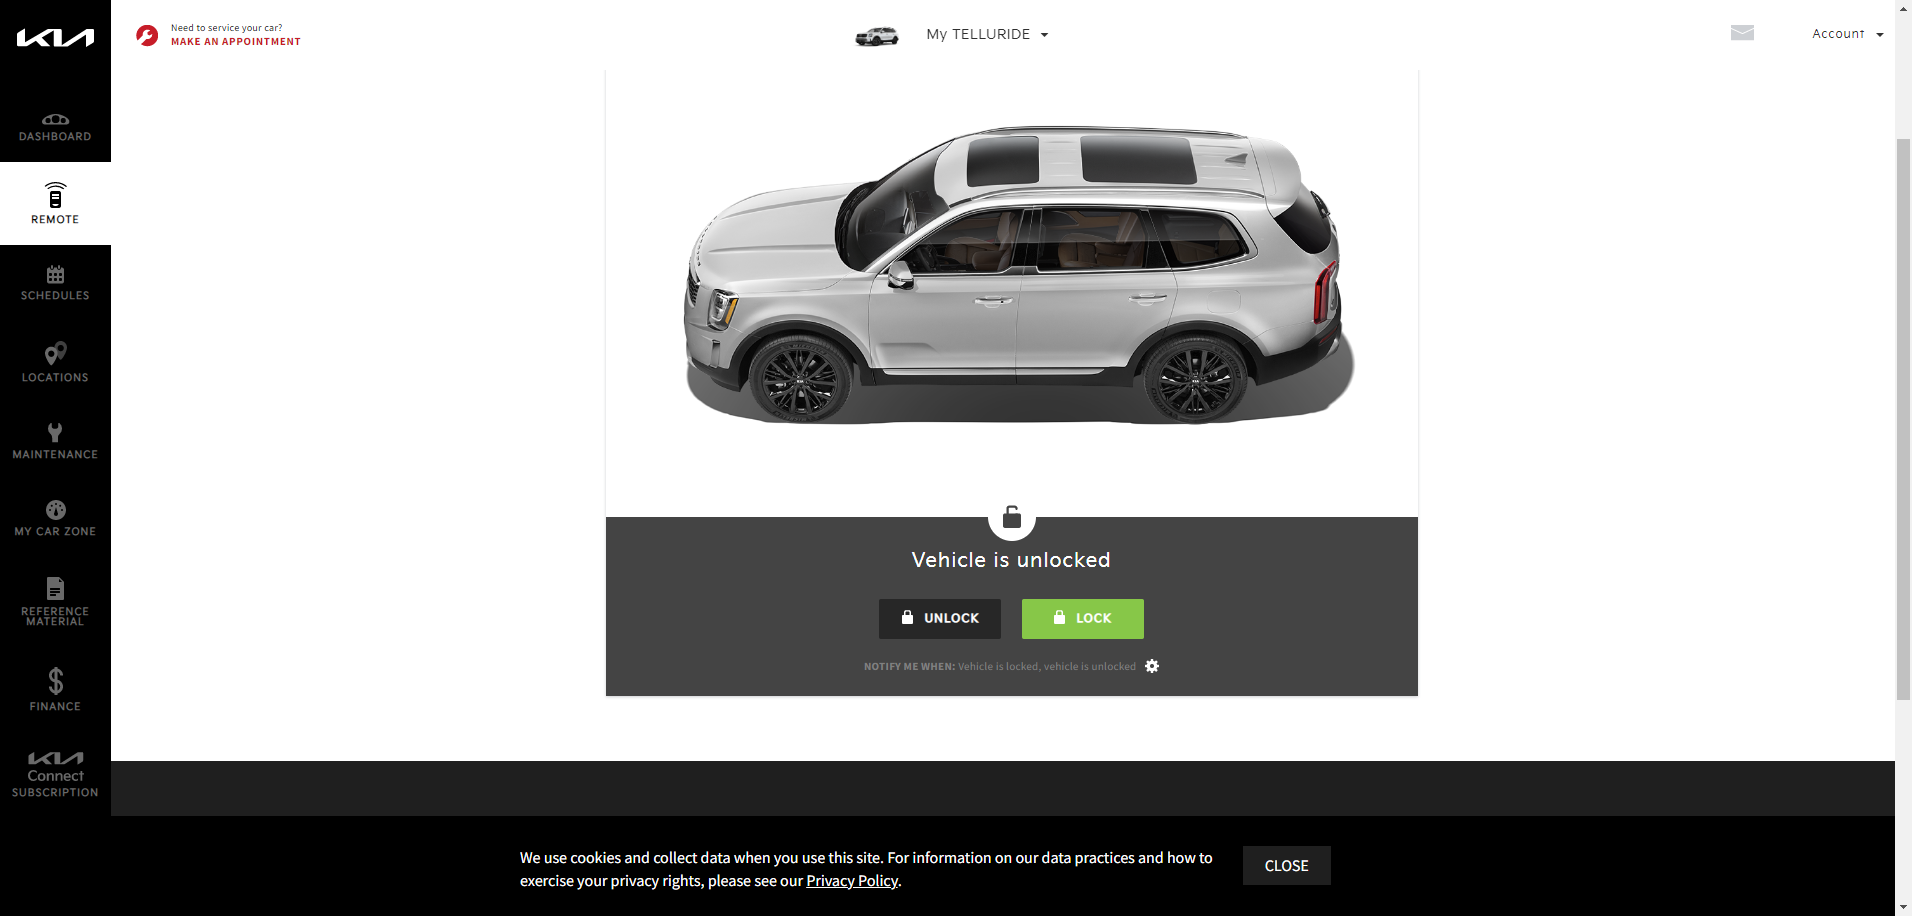 KIA
Need to service your car?
MAKE AN APPOINTMENT
My TELLURIDE
Account
DASHBOARD
REMOTE
SCHEDULES
LOCATIONS
MAINTENANCE
MY CAR ZONE
REFERENCE
MATERIAL
FINANCE
KIA
Connect
SUBSCRIPTION
Vehicle is unlocked
UNLOCK
LOCK
NOTIFY ME WHEN: Vehicle is locked, vehicle is unlocked
We use cookies and collect data when you use this site. For information on our data practices and how to
exercise your privacy rights, please see our Privacy Policy.
CLOSE